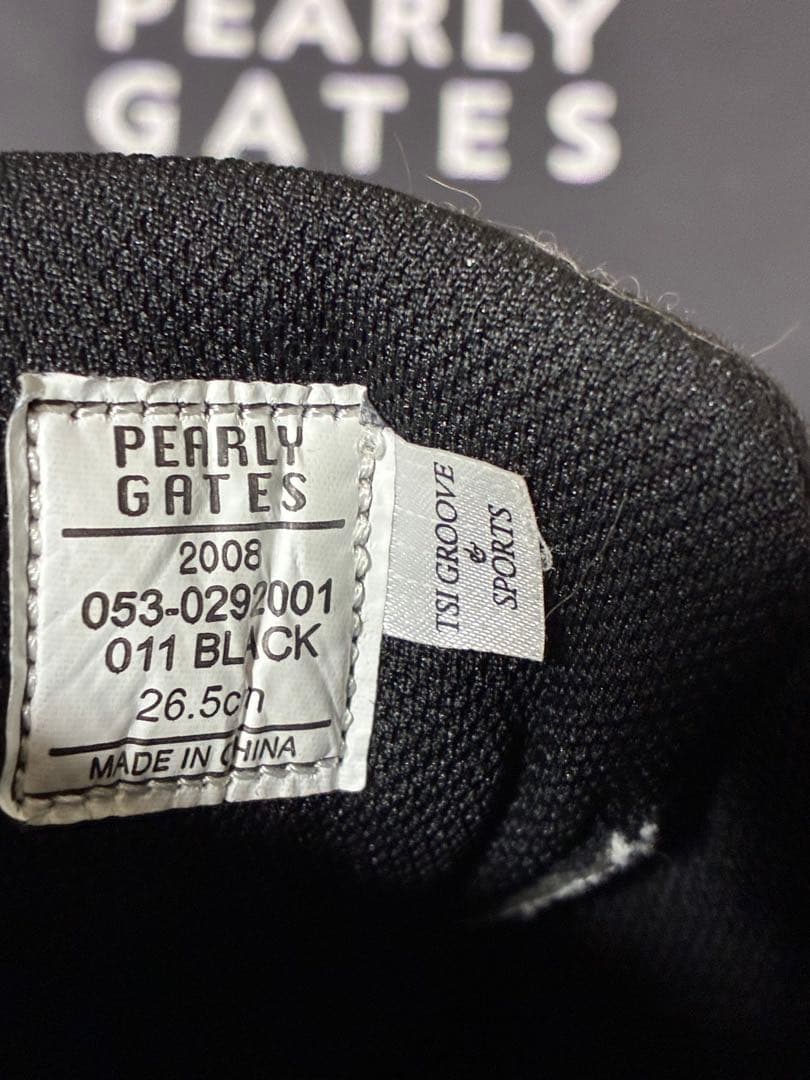 PEARLY
GATES
PEARLY
GATES
2008
053-0292001
011 BLACK
26.5cm
MADE IN CHINA
TSI GROOVE
&
SPORTS